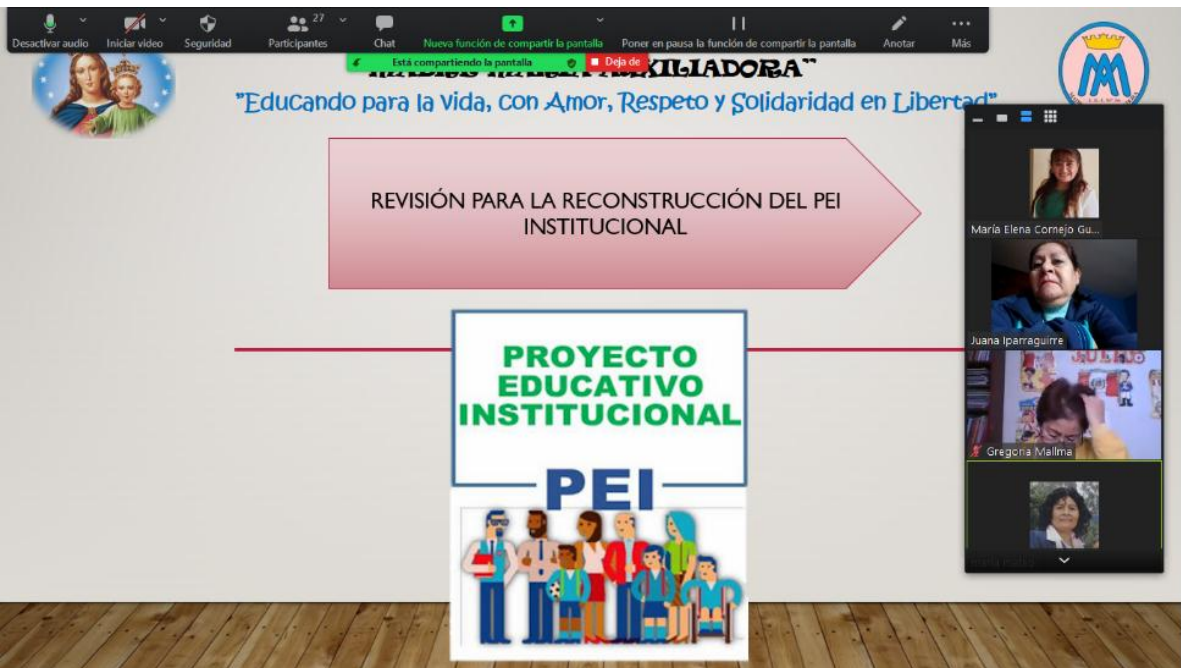 27
Desactivar audio
Iniciar video
Seguridad
Participantes
Chat
Nueva función de compartir la pantalla
Poner en pausa la función de compartir la pantalla
Anotar
Más
Está compartiendo la pantalla
Deja de
AUXILIADORA"
"Educando para la Vida, con Amor, Respeto y Solidaridad en Libertad"
REVISIÓN PARA LA RECONSTRUCCIÓN DEL PEI
INSTITUCIONAL
PROYECTO
EDUCATIVO
INSTITUCIONAL
PEI
María Elena Cornejo Gu...
Juana Iparraguirre
JULIO
Gregoria Mallma